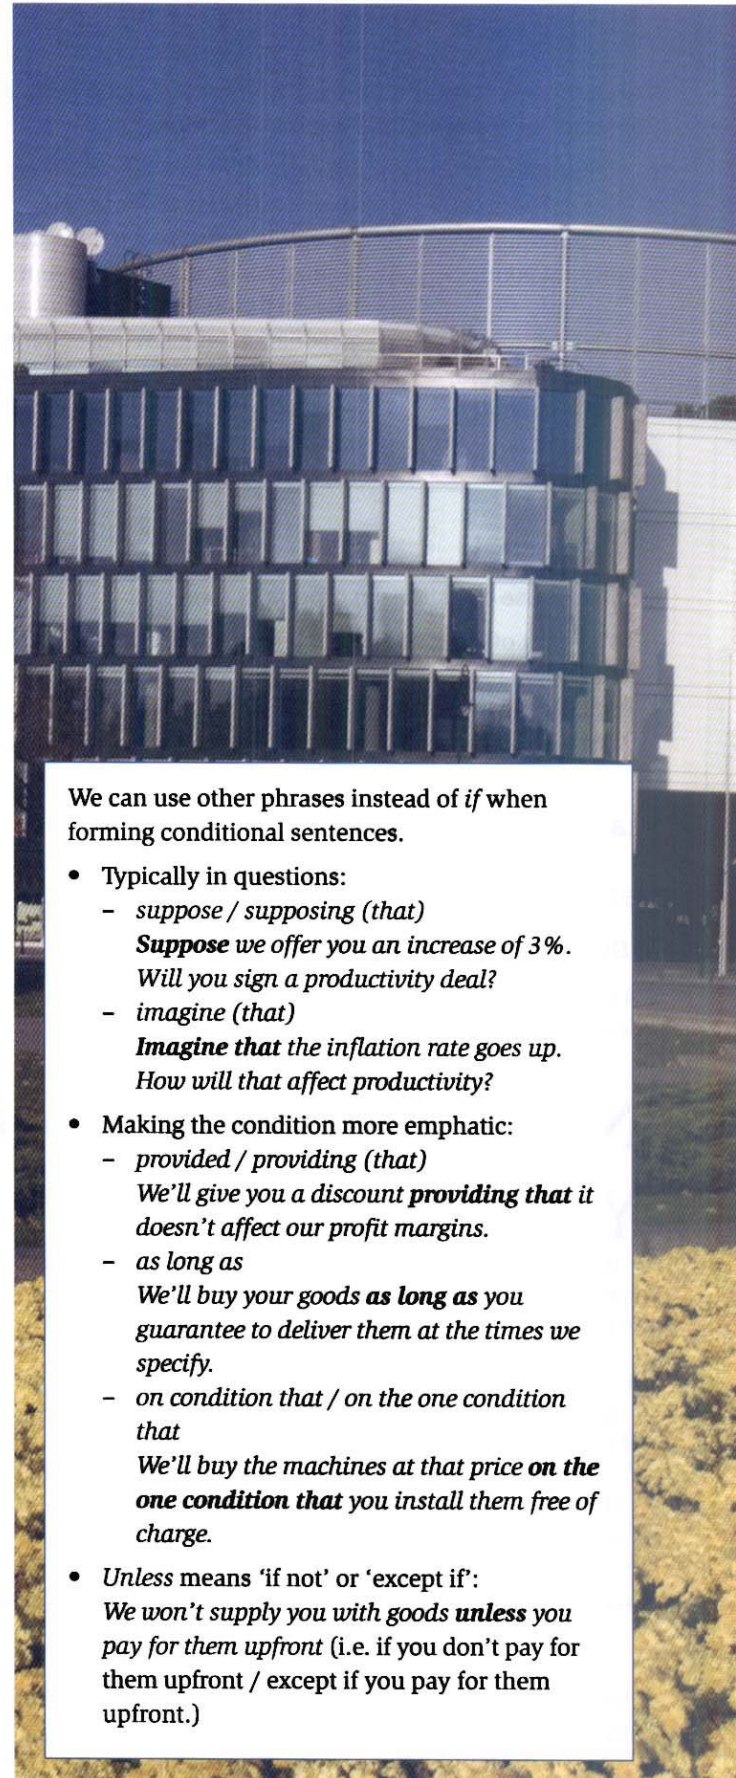 We can use other phrases instead of if when
forming conditional sentences.
• Typically in questions:
– suppose / supposing (that)
Suppose we offer you an increase of 3%.
Will you sign a productivity deal?
– imagine (that)
Imagine that the inflation rate goes up.
How will that affect productivity?
• Making the condition more emphatic:
– provided / providing (that)
We'll give you a discount providing that it
doesn't affect our profit margins.
– as long as
We'll buy your goods as long as you
guarantee to deliver them at the times we
specify.
– on condition that / on the one condition
that
We'll buy the machines at that price on the
one condition that you install them free of
charge.
• Unless means ‘if not’ or ‘except if’:
We won't supply you with goods unless you
pay for them upfront (i.e. if you don't pay for
them upfront / except if you pay for them
upfront.)